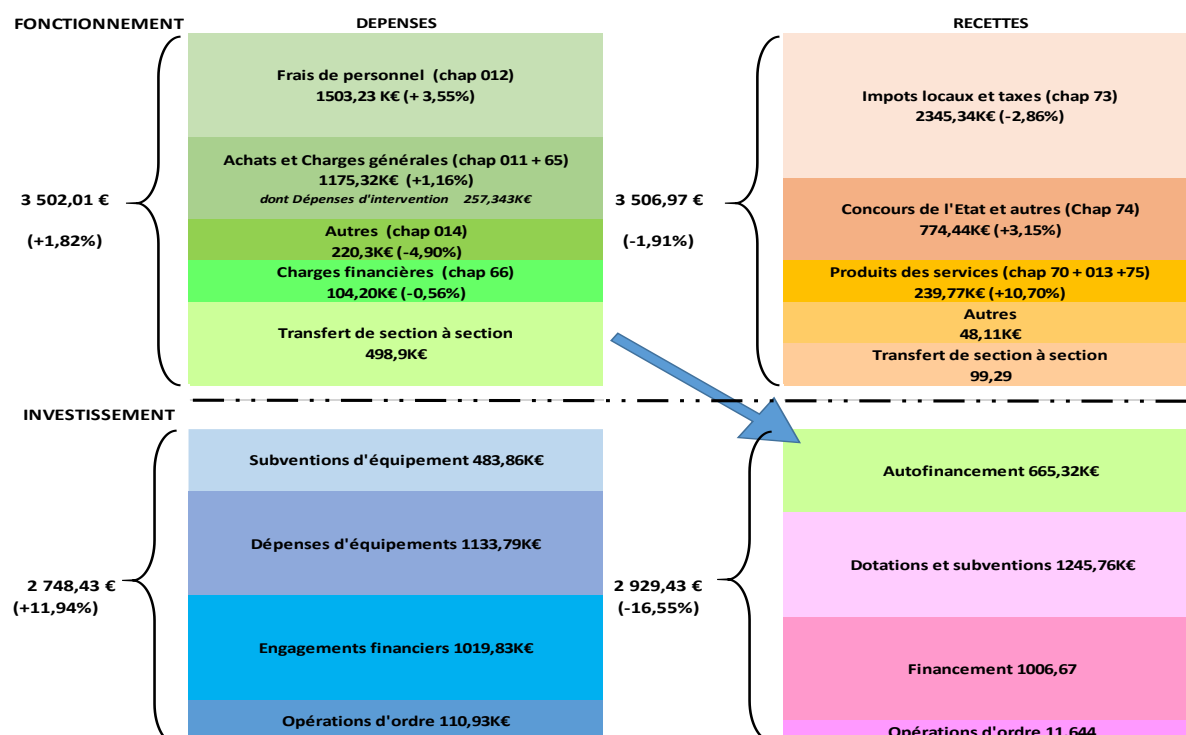 FONCTIONNEMENT
DEPENSES
RECETTES
Frais de personnel (chap 012)
1503,23 K€ (+ 3,55%)
Achats et Charges générales (chap 011 + 65)
1175,32K€ (+1,16%)
dont Dépenses d'intervention 257,343K€
Autres (chap 014)
220,3K€ (-4,90%)
Charges financières (chap 66)
104,20K€ (-0,56%)
Transfert de section à section
498,9K€
3 502,01 €
(+1,82%)
Impots locaux et taxes (chap 73)
2345,34K€ (-2,86%)
Concours de l'Etat et autres (Chap 74)
774,44K€ (+3,15%)
Produits des services (chap 70 + 013 +75)
239,77K€ (+10,70%)
Autres
48,11K€
Transfert de section à section
99,29
3 506,97 €
(-1,91%)
INVESTISSEMENT
Subventions d'équipement 483,86K€
Dépenses d'équipements 1133,79K€
Engagements financiers 1019,83K€
Opérations d'ordre 110,93K€
2 748,43 €
(+11,94%)
Autofinancement 665,32K€
Dotations et subventions 1245,76K€
Financement 1006,67
Opérations d'ordre 11,644
2 929,43 €
(-16,55%)